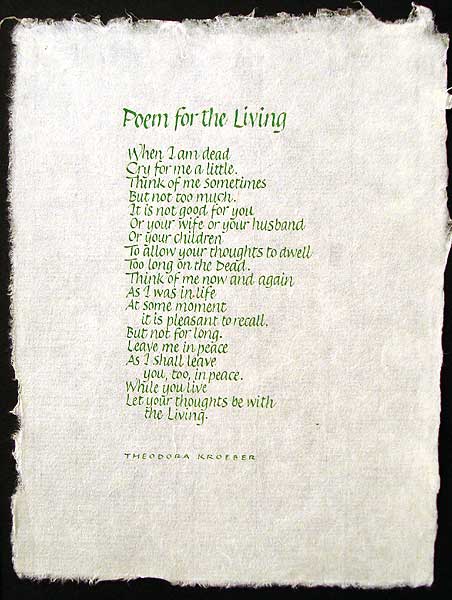 Poem for the Living
When I am dead
Cry for me a little.
Think of me sometimes
But not too much.
It is not good for you
Or your wife or your husband
Or your children
To allow your thoughts to dwell
Too long on the Dead.
Think of me now and again
As I was in life
At some moment
it is pleasant to recall.
But not for long.
Leave me in peace
As I shall leave
you, too, in peace.
While you live
Let your thoughts be with
the Living.
THEODORA KROEBER